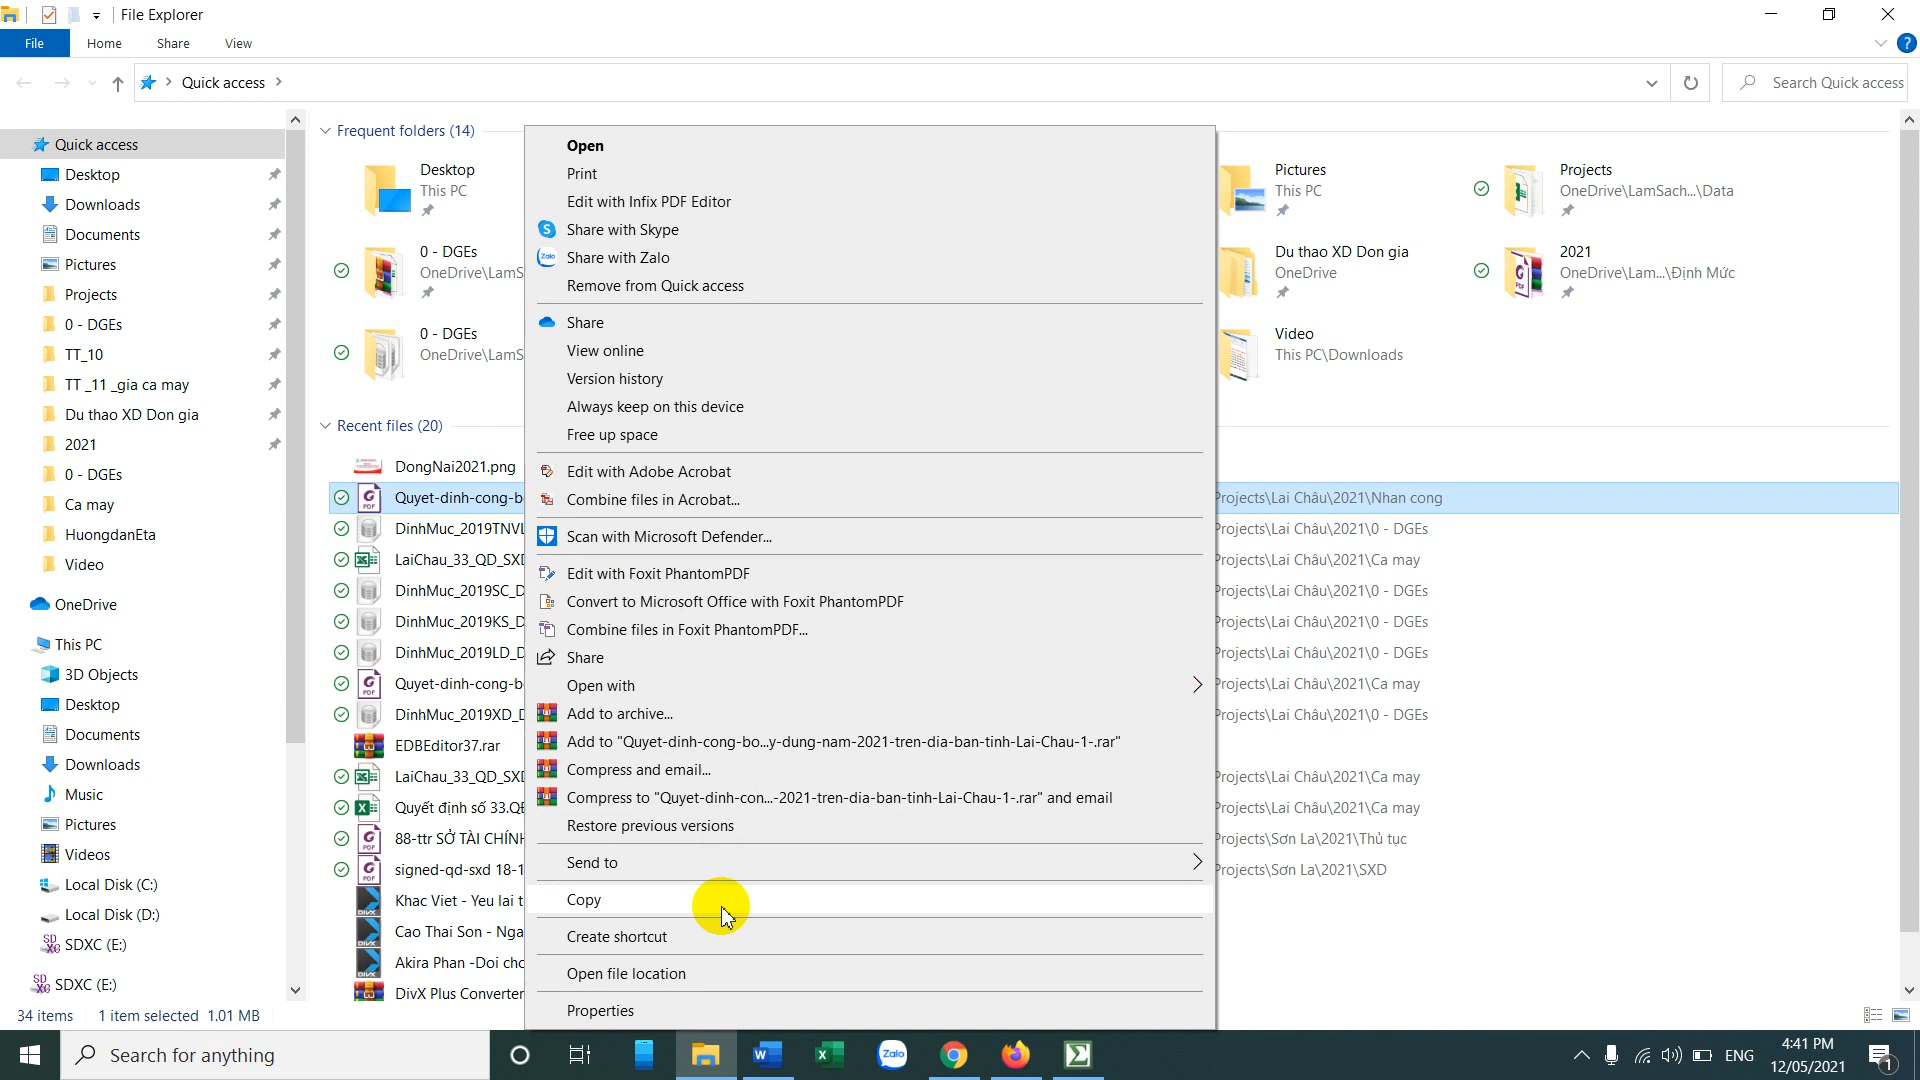 File Explorer
File
Home
Share
View
?
Quick access
Search Quick access
Quick access
Desktop
Downloads
Documents
Pictures
Projects
0 - DGEs
TT_10
TT _11 _gia ca may
Du thao XD Don gia
2021
0 - DGEs
Ca may
HuongdanEta
Video
OneDrive
This PC
3D Objects
Desktop
Documents
Downloads
Music
Pictures
Videos
Local Disk (C:)
Local Disk (D:)
SDXC (E:)
SDXC (E:)
Frequent folders (14)
Desktop
This PC
Pictures
This PC
Projects
OneDrive\LamSach...\Data
0 - DGEs
OneDrive\LamS
Du thao XD Don gia
OneDrive
2021
OneDrive\Lam...\Định Mức
0 - DGEs
OneDrive\LamS
Video
This PC\Downloads
Recent files (20)
DongNai2021.png
Quyet-dinh-cong-b
Projects\Lai Châu\2021\Nhan cong
DinhMuc_2019TNVL
Projects\Lai Châu\2021\0 - DGEs
LaiChau_33_QD_SXD
Projects\Lai Châu\2021\Ca may
DinhMuc_2019SC_D
Projects\Lai Châu\2021\0 - DGEs
DinhMuc_2019KS_D
Projects\Lai Châu\2021\0 - DGEs
DinhMuc_2019LD_D
Projects\Lai Châu\2021\0 - DGEs
Quyet-dinh-cong-b
Projects\Lai Châu\2021\Ca may
DinhMuc_2019XD_D
Projects\Lai Châu\2021\0 - DGEs
EDBEditor37.rar
LaiChau_33_QD_SXD
Projects\Lai Châu\2021\Ca may
Quyết định số 33.QĐ
Projects\Lai Châu\2021\Ca may
88-ttr SỞ TÀI CHÍNH
Projects\Sơn La\2021\Thủ tục
signed-qd-sxd 18-1
Projects\Sơn La\2021\SXD
Khac Viet - Yeu lai t
Cao Thai Son - Nga
Akira Phan -Doi cho
DivX Plus Converter
Open
Print
Edit with Infix PDF Editor
Share with Skype
Share with Zalo
Remove from Quick access
Share
View online
Version history
Always keep on this device
Free up space
Edit with Adobe Acrobat
Combine files in Acrobat...
Scan with Microsoft Defender...
Edit with Foxit PhantomPDF
Convert to Microsoft Office with Foxit PhantomPDF
Combine files in Foxit PhantomPDF...
Share
Open with
Add to archive...
Add to "Quyet-dinh-cong-bo...y-dung-nam-2021-tren-dia-ban-tinh-Lai-Chau-1-.rar"
Compress and email...
Compress to "Quyet-dinh-con...-2021-tren-dia-ban-tinh-Lai-Chau-1-.rar" and email
Restore previous versions
Send to
Copy
Create shortcut
Open file location
Properties
34 items
1 item selected 1.01 MB
Search for anything
Zalo
ENG
4:41 PM
12/05/2021
1